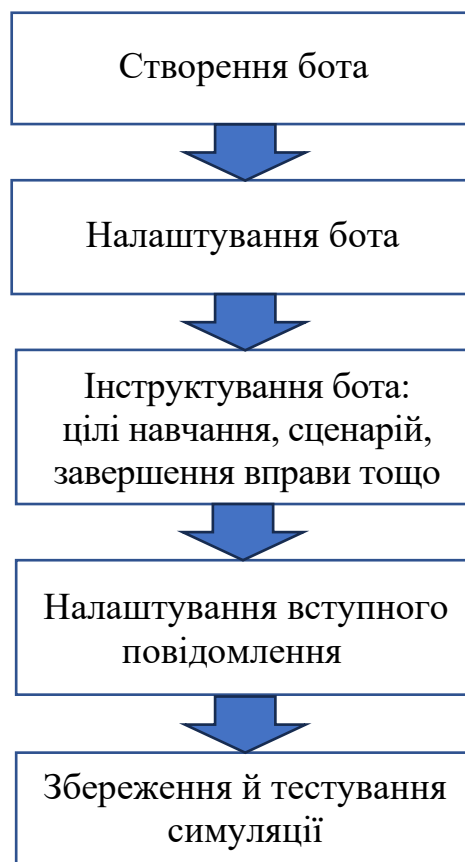 Створення бота
Налаштування бота
Інструктування бота:
цілі навчання, сценарій,
завершення вправи тощо
Налаштування вступного
повідомлення
Збереження й тестування
симуляції